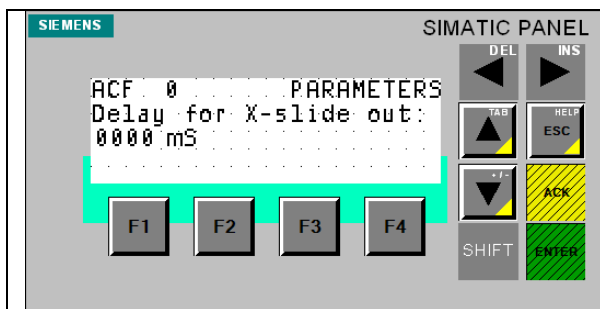 SIEMENS
SIMATIC PANEL
DEL
INS
ACF 0 PARAMETERS
Delay for X-slide out:
0000 mS
TAB
HELP
ESC
+/-
ACK
F1
F2
F3
F4
SHIFT
ENTER